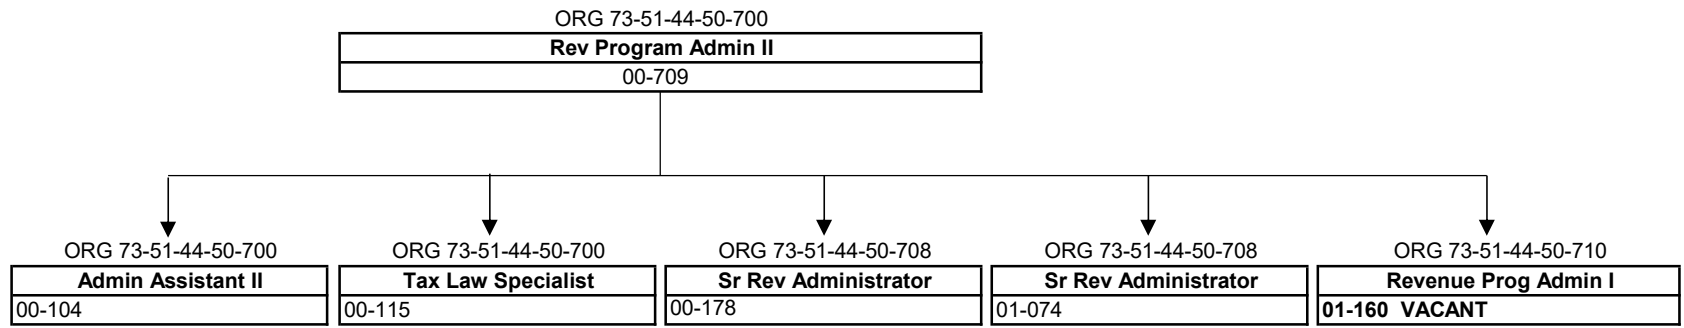 ORG 73-51-44-50-700
Rev Program Admin II
00-709
ORG 73-51-44-50-700
Admin Assistant II
00-104
ORG 73-51-44-50-700
Tax Law Specialist
00-115
ORG 73-51-44-50-708
Sr Rev Administrator
00-178
ORG 73-51-44-50-708
Sr Rev Administrator
01-074
ORG 73-51-44-50-710
Revenue Prog Admin I
01-160 VACANT